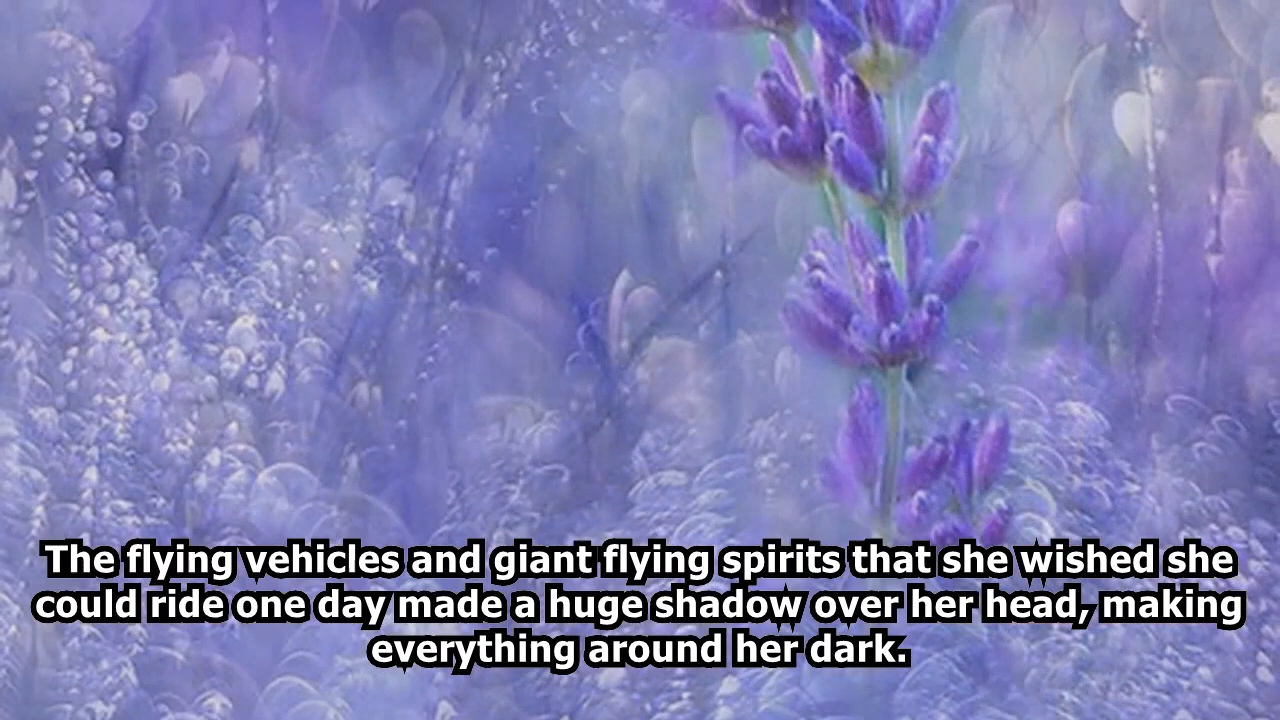 The flying vehicles and giant flying spirits that she wished she
could ride one day made a huge shadow over her head, making
everything around her dark.